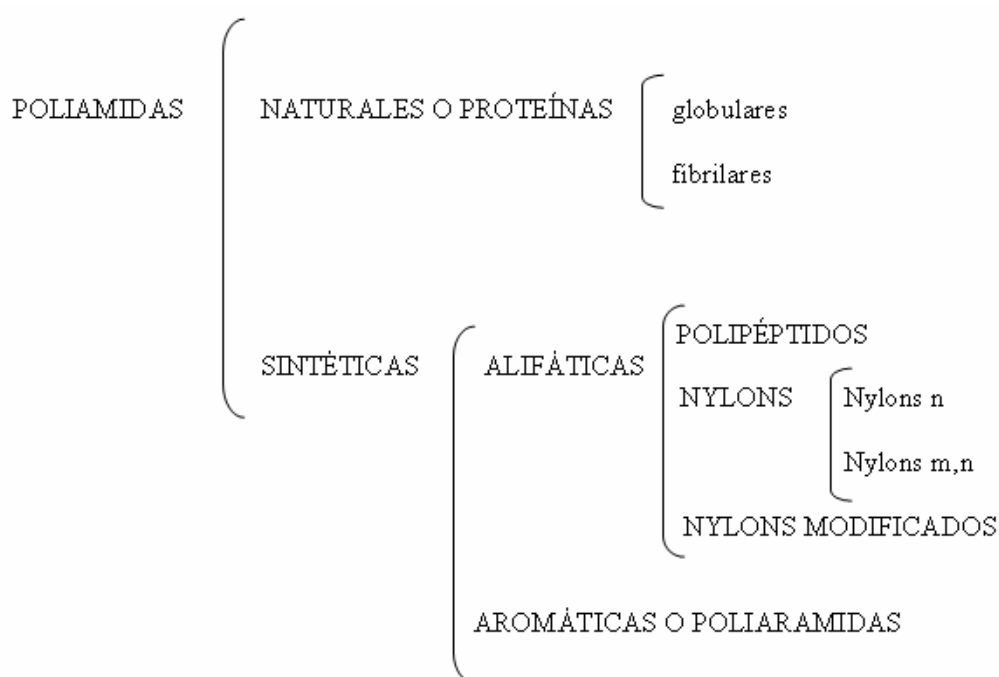 POLIAMIDAS NATURALES O PROTEÍNAS globulares
fibrilares
POLIPÉPTIDOS
SINTÉTICAS ALIFÁTICAS
NYLONS Nylons n
Nylons m,n
NYLONS MODIFICADOS
AROMÁTICAS O POLIARAMIDAS